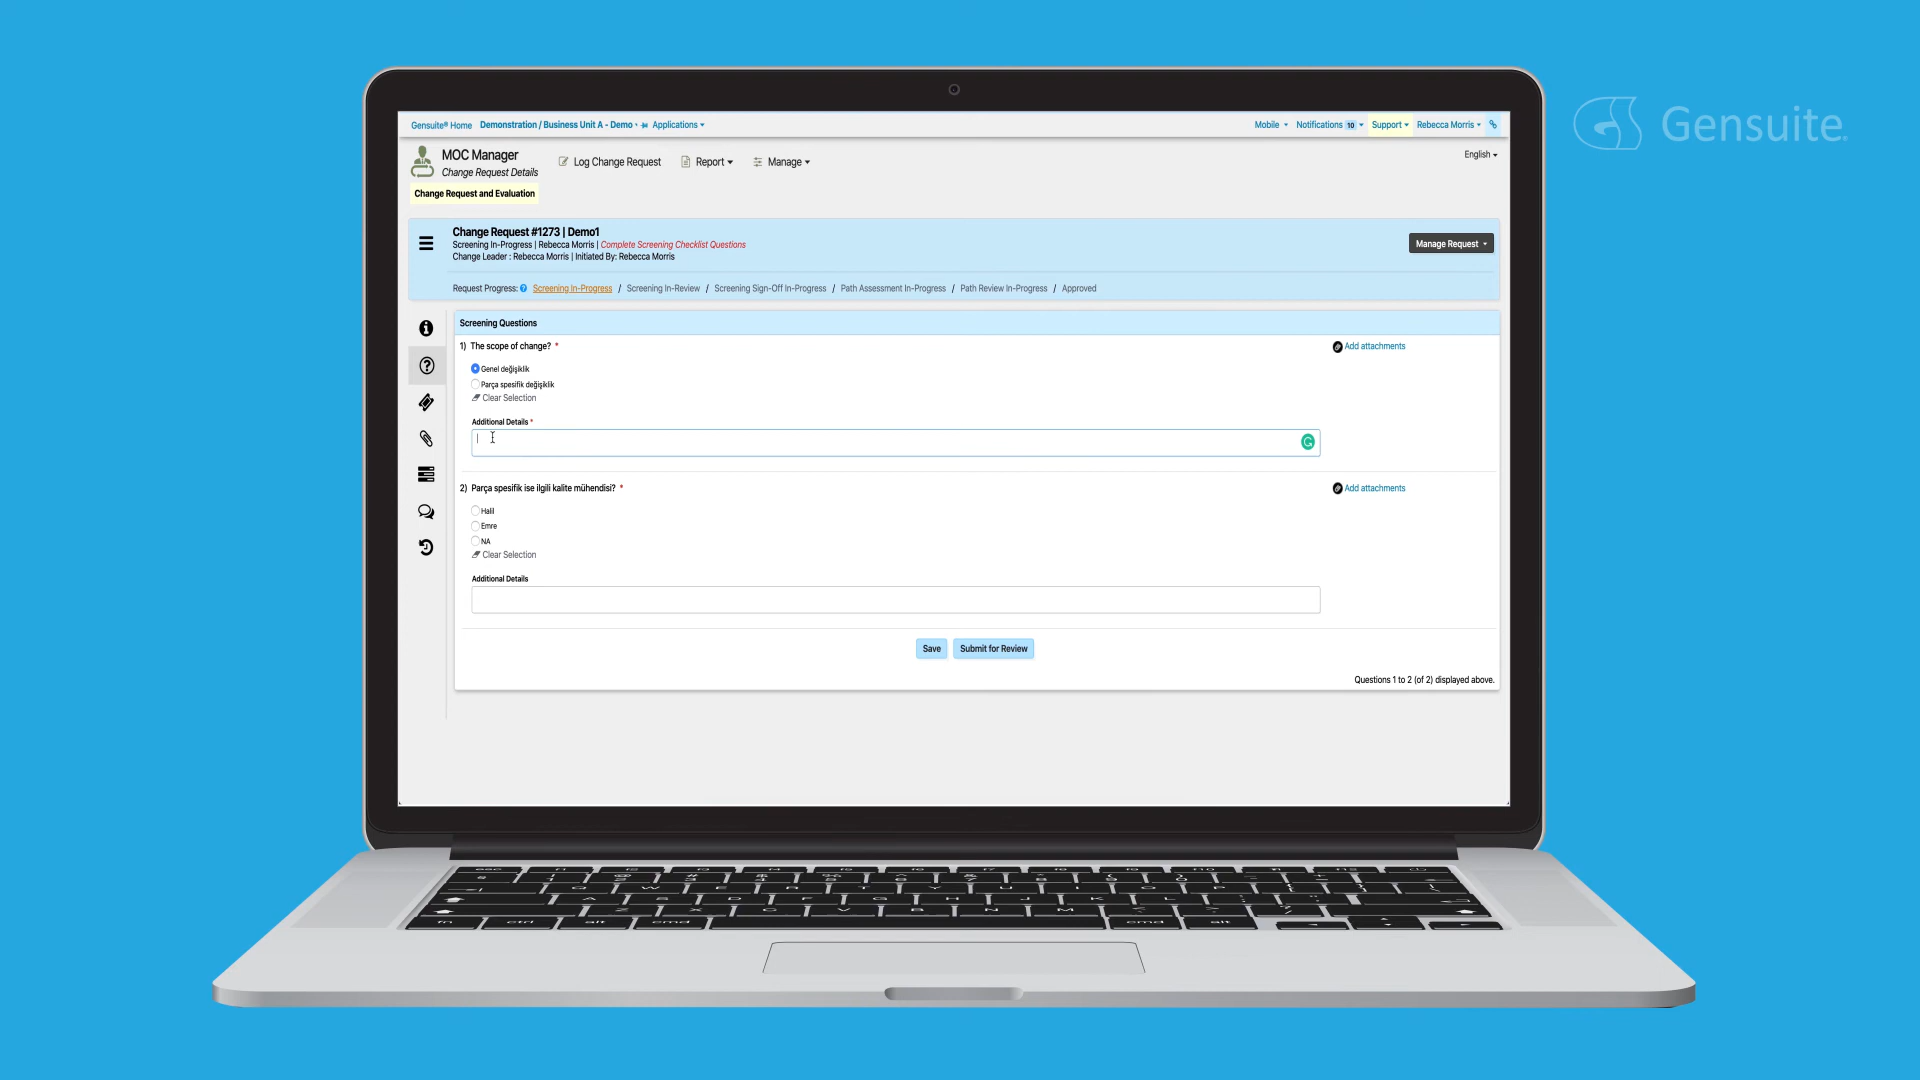 Gensuite
Gensuite® Home Demonstration / Business Unit A - Demo Applications
Mobile Notifications 10 Support Rebecca Morris
MOC Manager
Change Request Details
Log Change Request Report Manage
English
Change Request and Evaluation
Change Request #1273 | Demo1
Screening In-Progress | Rebecca Morris | Complete Screening Checklist Questions
Change Leader : Rebecca Morris | Initiated By: Rebecca Morris
Manage Request
Request Progress: Screening In-Progress / Screening In-Review / Screening Sign-Off In-Progress / Path Assessment In-Progress / Path Review In-Progress / Approved
Screening Questions
1) The scope of change? *
Add attachments
Genel değişiklik
Parça spesifik değişiklik
Clear Selection
Additional Details *
2) Parça spesifik ise ilgili kalite mühendisi? *
Add attachments
Halil
Emre
NA
Clear Selection
Additional Details
Save Submit for Review
Questions 1 to 2 (of 2) displayed above.